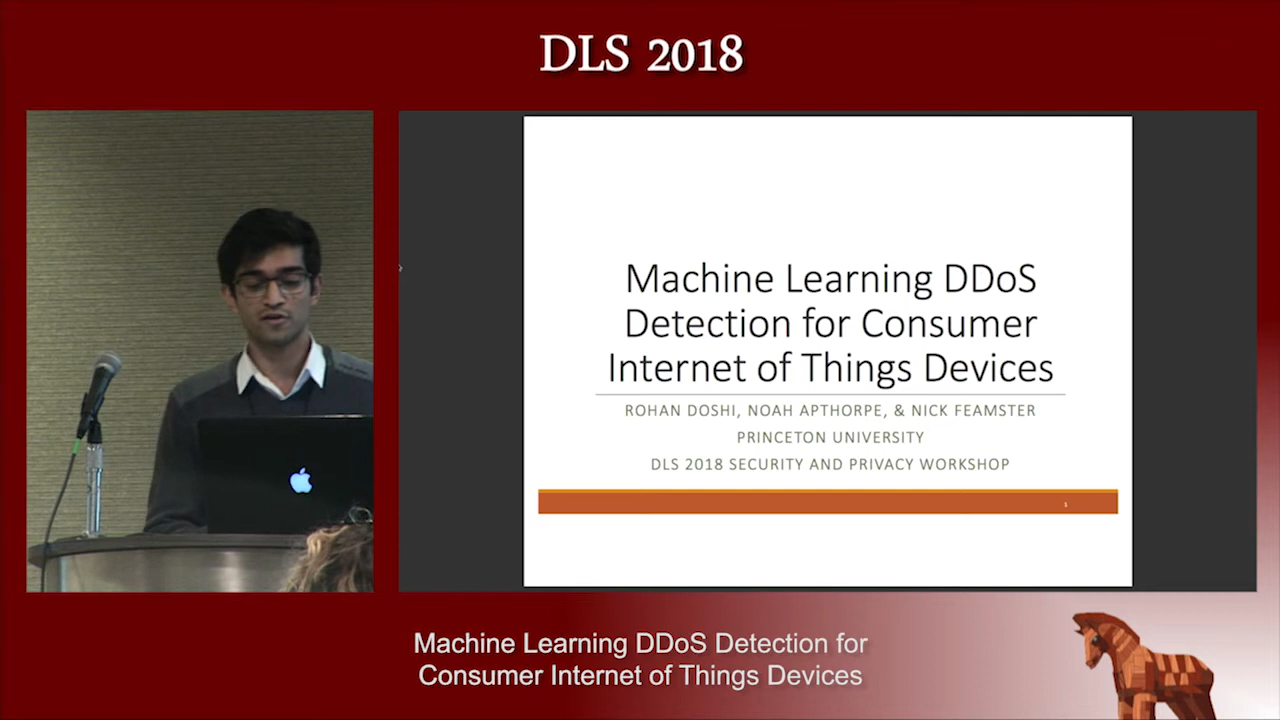 DLS 2018
Machine Learning DDoS
Detection for Consumer
Internet of Things Devices
ROHAN DOSHI, NOAH APTHORPE, & NICK FEAMSTER
PRINCETON UNIVERSITY
DLS 2018 SECURITY AND PRIVACY WORKSHOP
1
Machine Learning DDoS Detection for
Consumer Internet of Things Devices